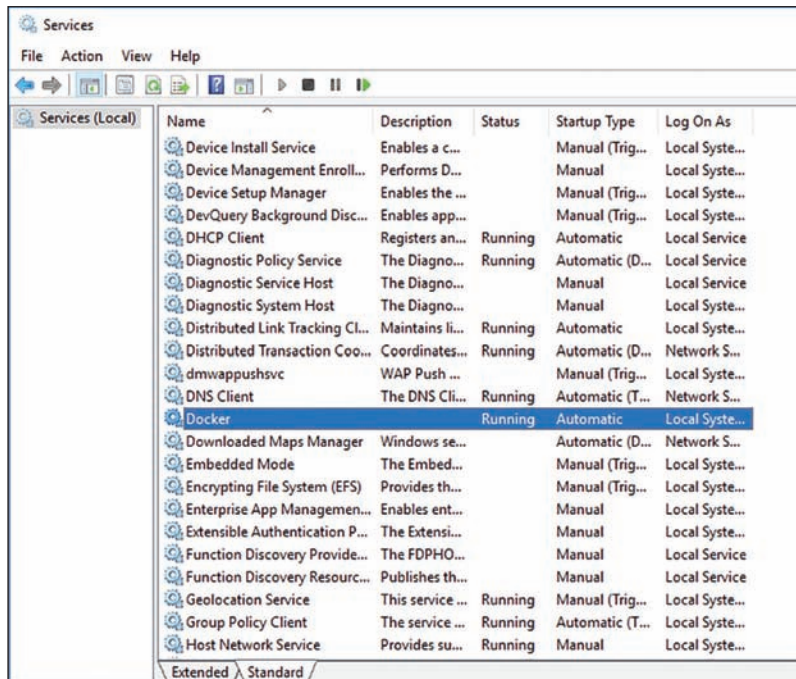 Services
File Action View Help
Services (Local)
Name Description Status Startup Type Log On As
Device Install Service Enables a c... Manual (Trig... Local Syste...
Device Management Enroll... Performs D... Manual Local Syste...
Device Setup Manager Enables the ... Manual (Trig... Local Syste...
DevQuery Background Disc... Enables app... Manual (Trig... Local Syste...
DHCP Client Registers an... Running Automatic Local Service
Diagnostic Policy Service The Diagno... Running Automatic (D... Local Service
Diagnostic Service Host The Diagno... Manual Local Service
Diagnostic System Host The Diagno... Manual Local Syste...
Distributed Link Tracking Cl... Maintains li... Running Automatic Local Syste...
Distributed Transaction Coo... Coordinates... Running Automatic (D... Network S...
dmwappushsvc WAP Push ... Manual (Trig... Local Syste...
DNS Client The DNS Cli... Running Automatic (T... Network S...
Docker Running Automatic Local Syste...
Downloaded Maps Manager Windows se... Automatic (D... Network S...
Embedded Mode The Embed... Manual (Trig... Local Syste...
Encrypting File System (EFS) Provides th... Manual (Trig... Local Syste...
Enterprise App Managemen... Enables ent... Manual Local Syste...
Extensible Authentication P... The Extensi... Manual Local Syste...
Function Discovery Provide... The FDPHO... Manual Local Service
Function Discovery Resourc... Publishes th... Manual Local Service
Geolocation Service This service ... Running Manual (Trig... Local Syste...
Group Policy Client The service ... Running Automatic (T... Local Syste...
Host Network Service Provides su... Running Manual Local Syste...
Extended Standard